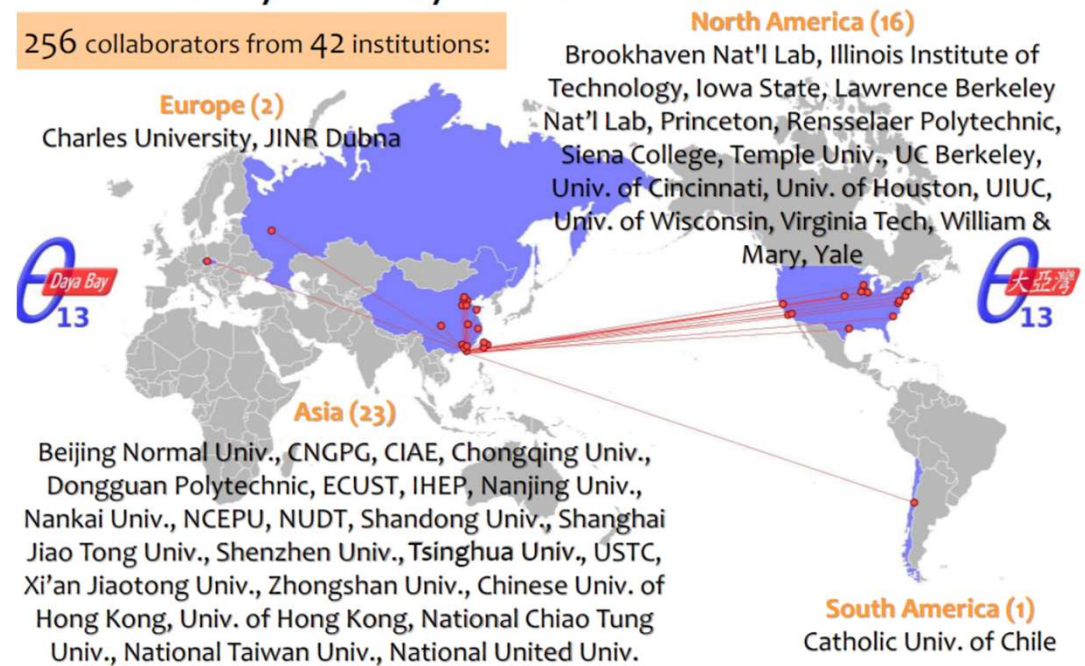 256 collaborators from 42 institutions:
North America (16)
Brookhaven Nat'l Lab, Illinois Institute of
Technology, Iowa State, Lawrence Berkeley
Nat'l Lab, Princeton, Rensselaer Polytechnic,
Siena College, Temple Univ., UC Berkeley,
Univ. of Cincinnati, Univ. of Houston, UIUC,
Univ. of Wisconsin, Virginia Tech, William &
Mary, Yale
Europe (2)
Charles University, JINR Dubna
θ
Daya Bay
13
θ
大亞灣
13
Asia (23)
Beijing Normal Univ., CNGPG, CIAE, Chongqing Univ.,
Dongguan Polytechnic, ECUST, IHEP, Nanjing Univ.,
Nankai Univ., NCEPU, NUDT, Shandong Univ., Shanghai
Jiao Tong Univ., Shenzhen Univ., Tsinghua Univ., USTC,
Xi'an Jiaotong Univ., Zhongshan Univ., Chinese Univ. of
Hong Kong, Univ. of Hong Kong, National Chiao Tung
Univ., National Taiwan Univ., National United Univ.
South America (1)
Catholic Univ. of Chile